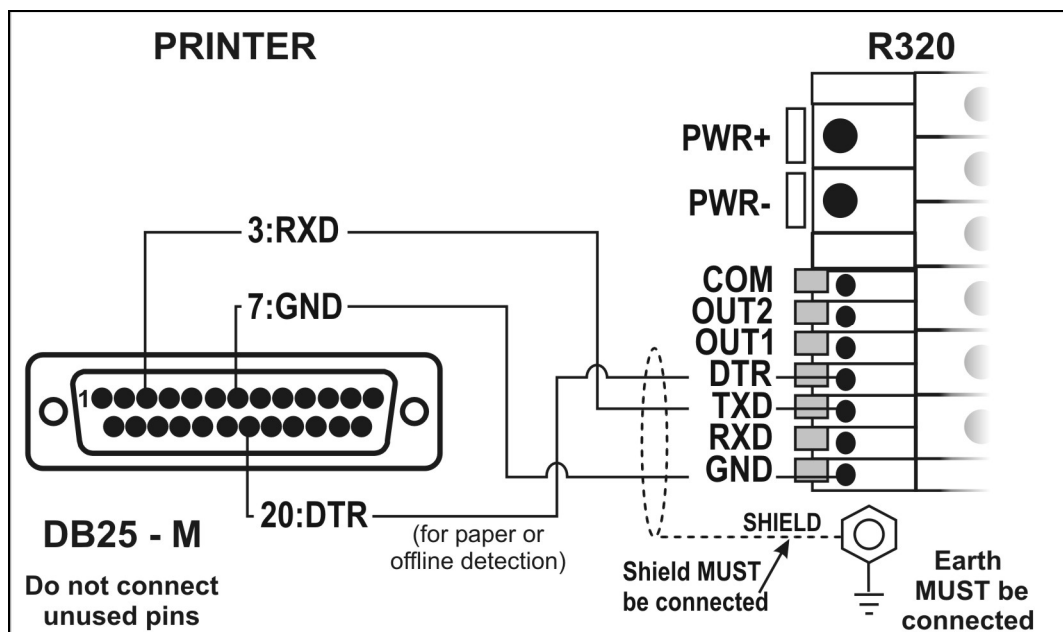 PRINTER
R320
PWR+
PWR-
3:RXD
7:GND
COM
OUT2
OUT1
DTR
TXD
RXD
GND
1
20:DTR
(for paper or
offline detection)
DB25 - M
Do not connect
unused pins
SHIELD
Shield MUST
be connected
Earth
MUST be
connected